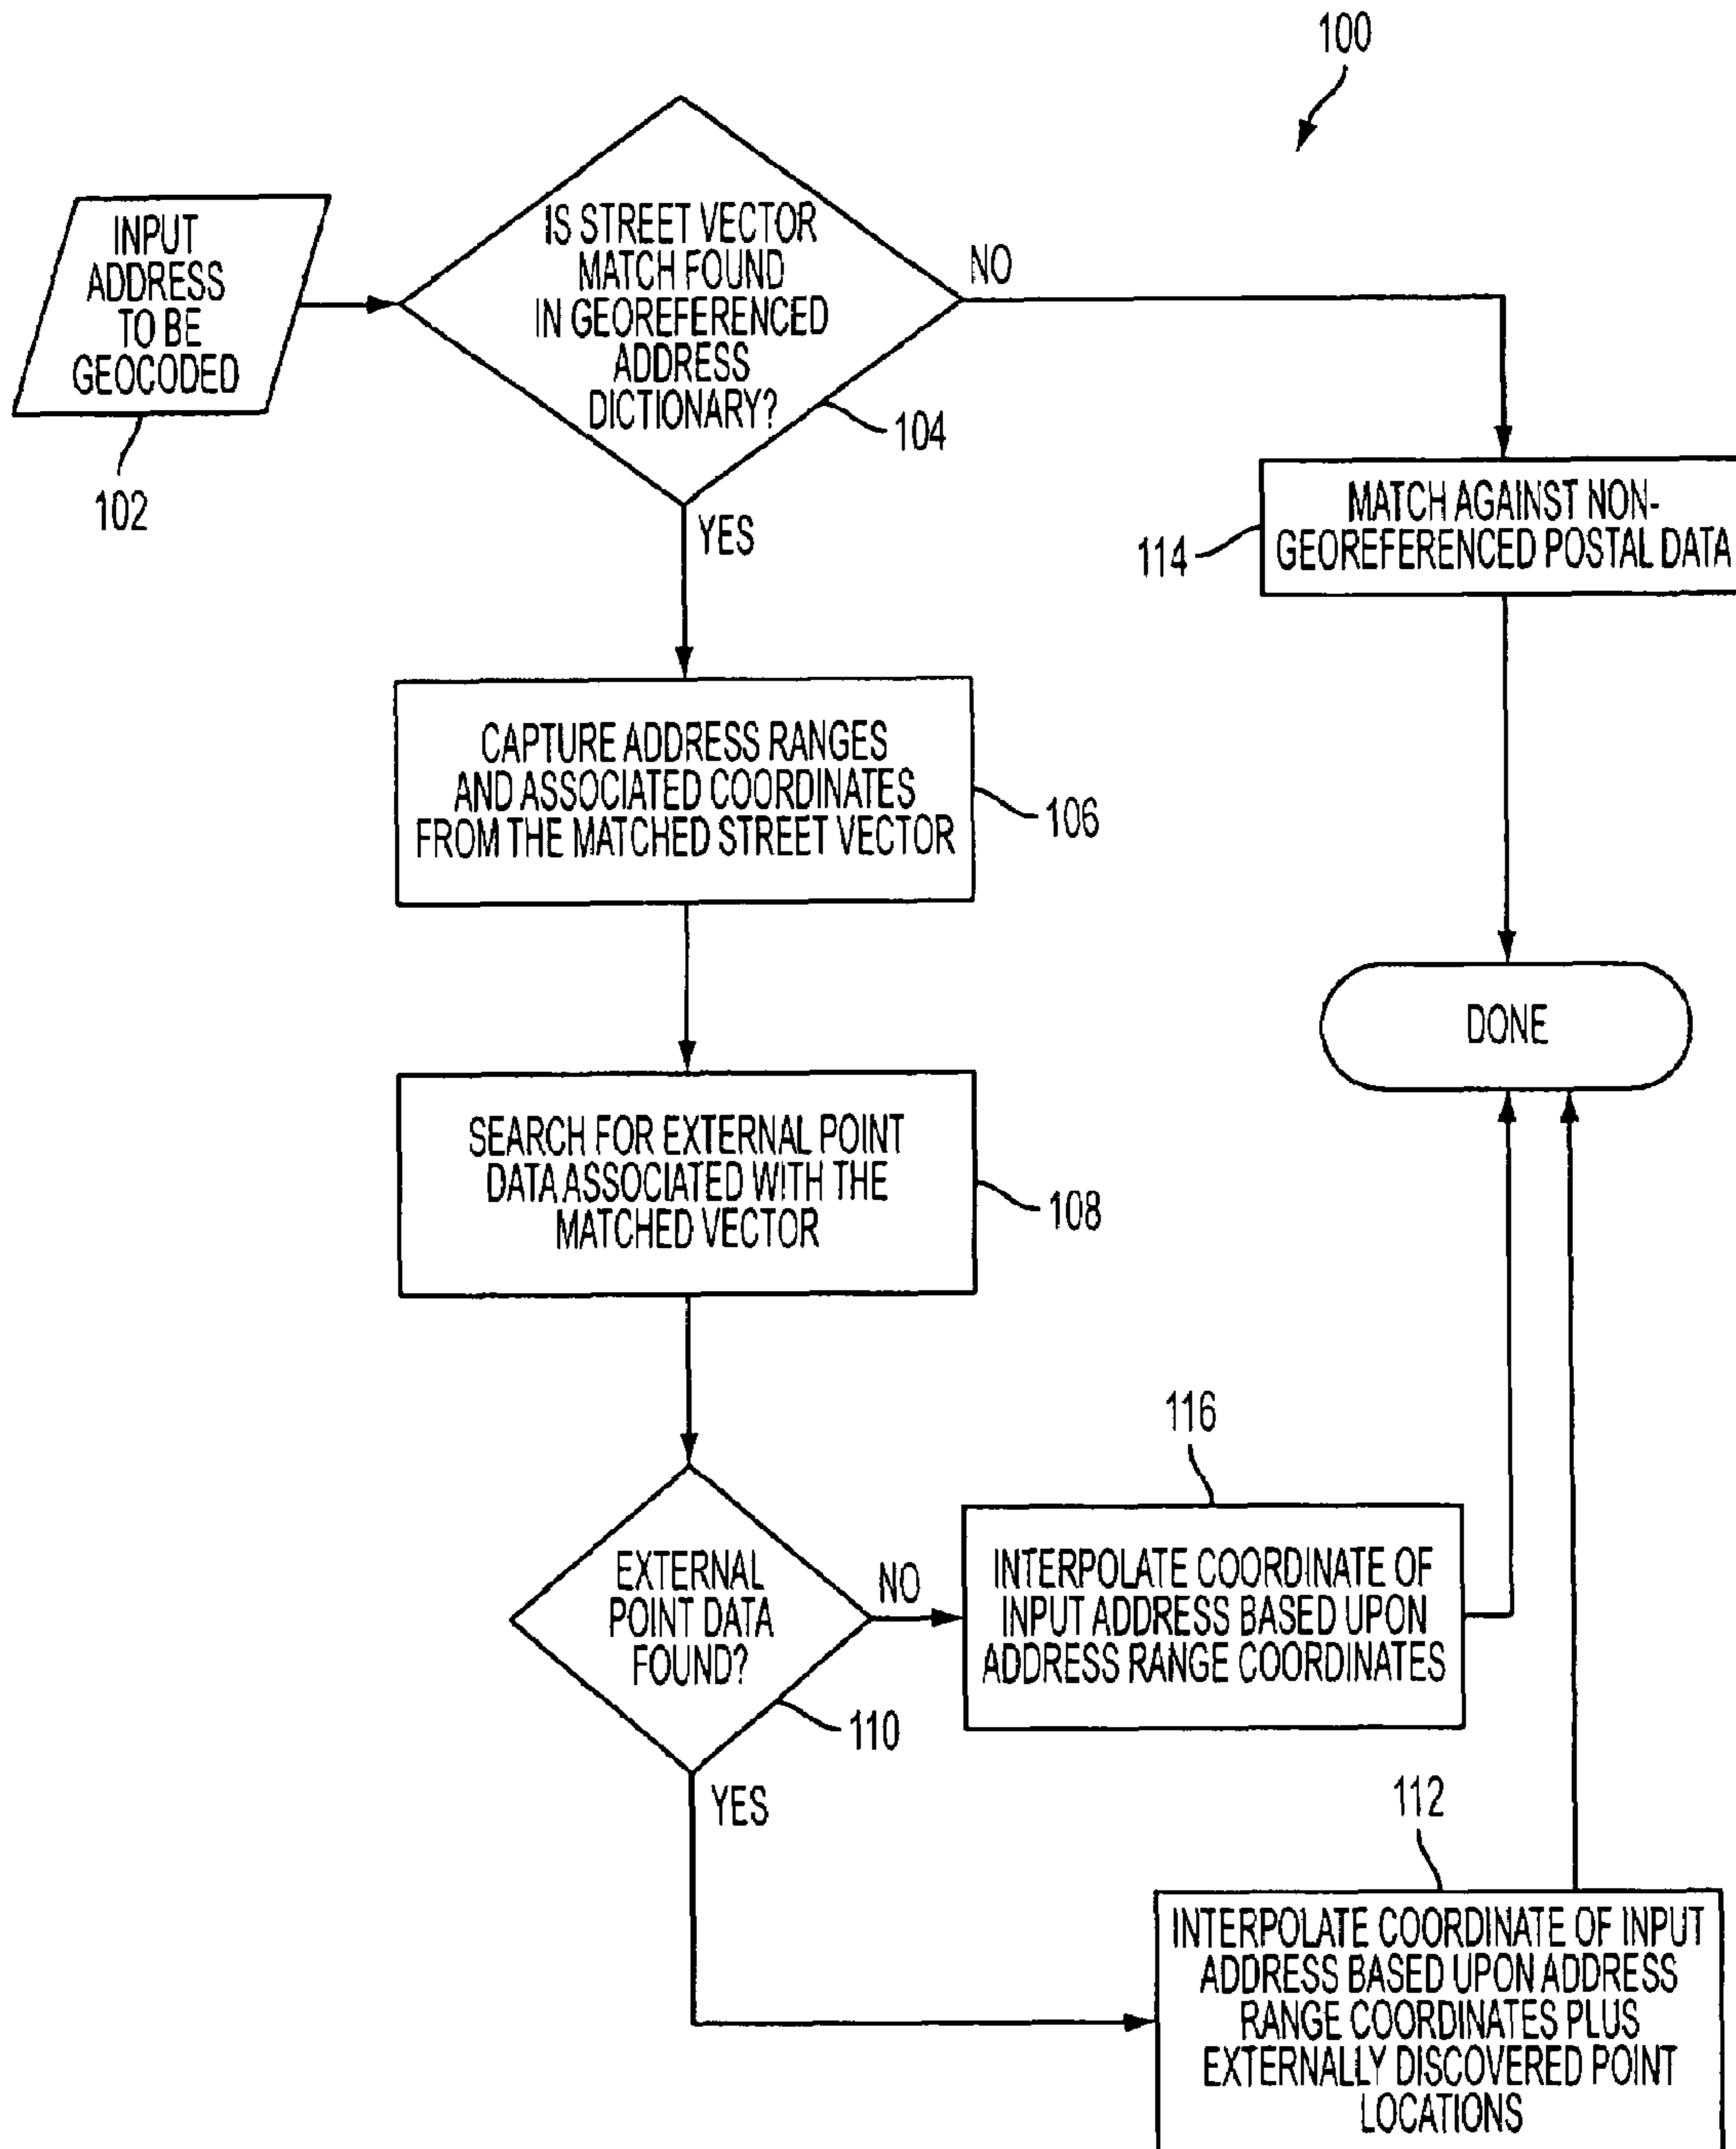 100
INPUT
ADDRESS
TO BE
GEOCODED
102
IS STREET VECTOR
MATCH FOUND
IN GEOREFERENCED
ADDRESS
DICTIONARY?
104
NO
YES
MATCH AGAINST NON-
GEOREFERENCED POSTAL DATA
114
CAPTURE ADDRESS RANGES
AND ASSOCIATED COORDINATES
FROM THE MATCHED STREET VECTOR
106
DONE
SEARCH FOR EXTERNAL POINT
DATA ASSOCIATED WITH THE
MATCHED VECTOR
108
EXTERNAL
POINT DATA
FOUND?
110
NO
YES
116
INTERPOLATE COORDINATE OF
INPUT ADDRESS BASED UPON
ADDRESS RANGE COORDINATES
112
INTERPOLATE COORDINATE OF INPUT
ADDRESS BASED UPON ADDRESS
RANGE COORDINATES PLUS
EXTERNALLY DISCOVERED POINT
LOCATIONS